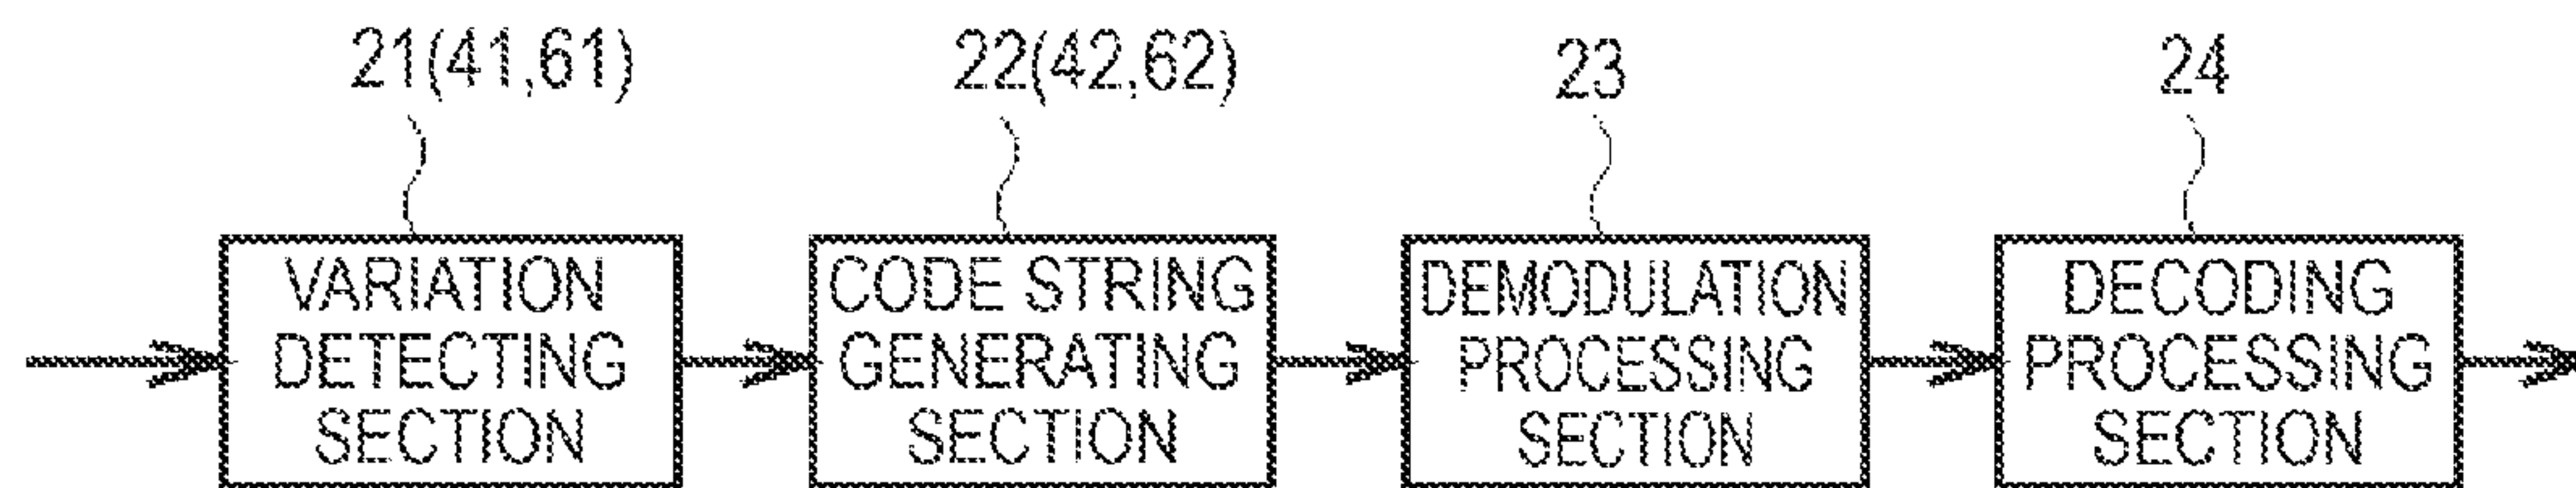 21(41,61)
22(42,62)
23
24
VARIATION
DETECTING
SECTION
CODE STRING
GENERATING
SECTION
DEMODULATION
PROCESSING
SECTION
DECODING
PROCESSING
SECTION